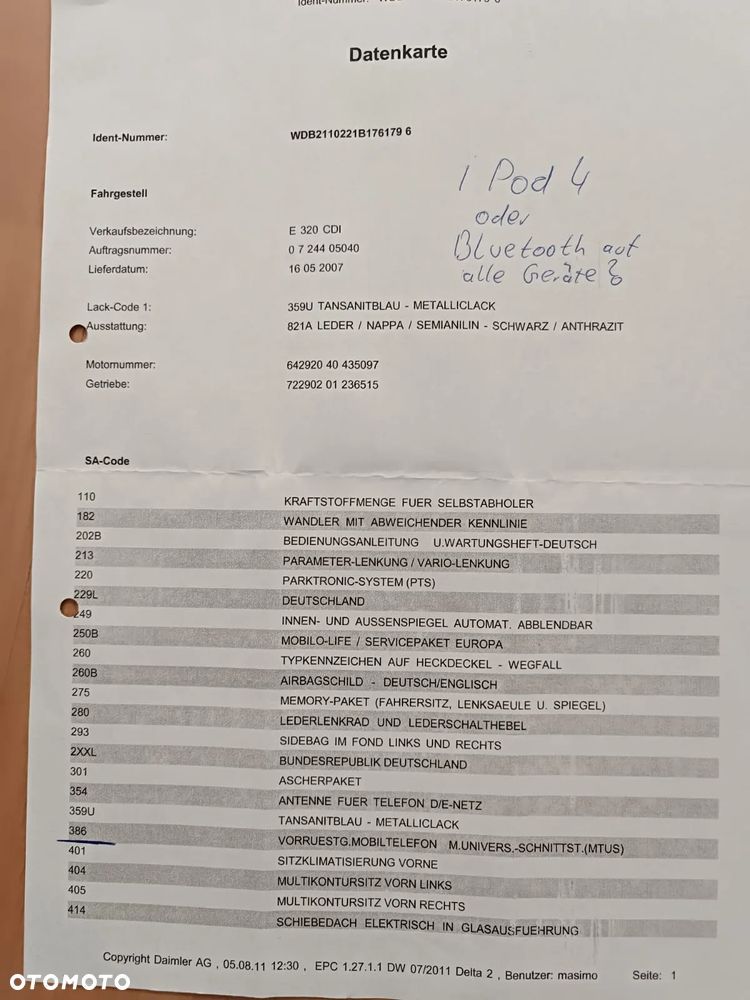 Datenkarte
Ident-Nummer: WDB2110221B176179 6
Fahrgestell
Verkaufsbezeichnung: E 320 CDI
Auftragsnummer: 0 7 244 05040
Lieferdatum: 16 05 2007
i Pod 4
oder
Bluetooth auf
alle Geräte?
Lack-Code 1: 359U TANSANITBLAU - METALLICLACK
Ausstattung: 821A LEDER / NAPPA / SEMIANILIN - SCHWARZ / ANTHRAZIT
Motornummer: 642920 40 435097
Getriebe: 722902 01 236515
SA-Code
110 KRAFTSTOFFMENGE FUER SELBSTABHOLER
182 WANDLER MIT ABWEICHENDER KENNLINIE
202B BEDIENUNGSANLEITUNG U.WARTUNGSHEFT-DEUTSCH
213 PARAMETER-LENKUNG / VARIO-LENKUNG
220 PARKTRONIC-SYSTEM (PTS)
229L DEUTSCHLAND
249 INNEN- UND AUSSENSPIEGEL AUTOMAT. ABBLENDBAR
250B MOBILO-LIFE / SERVICEPAKET EUROPA
260 TYPKENNZEICHEN AUF HECKDECKEL - WEGFALL
260B AIRBAGSCHILD - DEUTSCH/ENGLISCH
275 MEMORY-PAKET (FAHRERSITZ, LENKSAEULE U. SPIEGEL)
280 LEDERLENKRAD UND LEDERSCHALTHEBEL
293 SIDEBAG IM FOND LINKS UND RECHTS
2XXL BUNDESREPUBLIK DEUTSCHLAND
301 ASCHERPAKET
354 ANTENNE FUER TELEFON D/E-NETZ
359U TANSANITBLAU - METALLICLACK
386 VORRUESTG.MOBILTELEFON M.UNIVERS.-SCHNITTST.(MTUS)
401 SITZKLIMATISIERUNG VORNE
404 MULTIKONTURSITZ VORN LINKS
405 MULTIKONTURSITZ VORN RECHTS
414 SCHIEBEDACH ELEKTRISCH IN GLASAUSFUEHRUNG
Copyright Daimler AG , 05.08.11 12:30 , EPC 1.27.1.1 DW 07/2011 Delta 2 , Benutzer: masimo Seite: 1
OTOMOTO